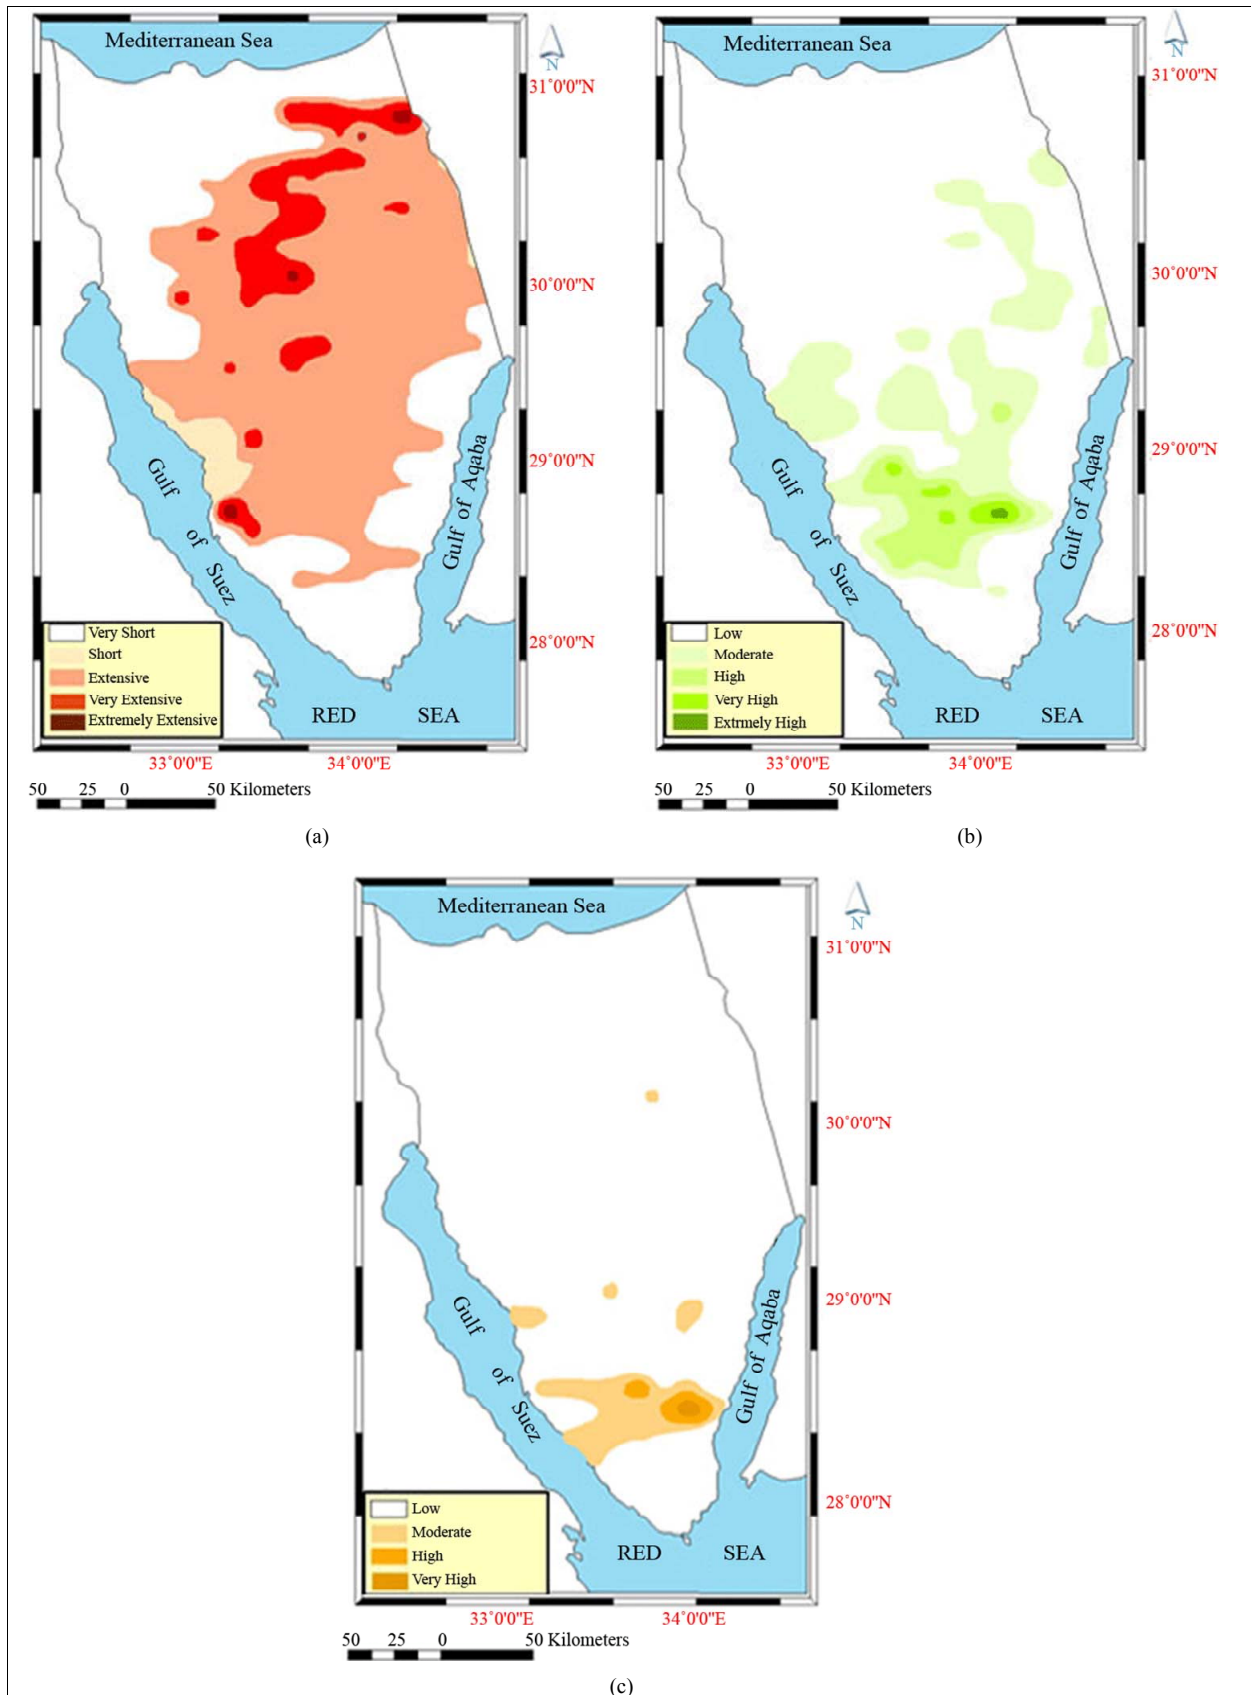 Mediterranean Sea
N
31°0'0"N
30°0'0"N
29°0'0"N
28°0'0"N
Gulf of Suez
Gulf of Aqaba
Very Short
Short
Extensive
Very Extensive
Extremely Extensive
RED SEA
33°0'0"E 34°0'0"E
50 25 0 50 Kilometers
(a)
Mediterranean Sea
N
31°0'0"N
30°0'0"N
29°0'0"N
28°0'0"N
Gulf of Suez
Gulf of Aqaba
Low
Moderate
High
Very High
Extrmely High
RED SEA
33°0'0"E 34°0'0"E
50 25 0 50 Kilometers
(b)
Mediterranean Sea
N
31°0'0"N
30°0'0"N
29°0'0"N
28°0'0"N
Gulf of Suez
Gulf of Aqaba
Low
Moderate
High
Very High
RED SEA
33°0'0"E 34°0'0"E
50 25 0 50 Kilometers
(c)